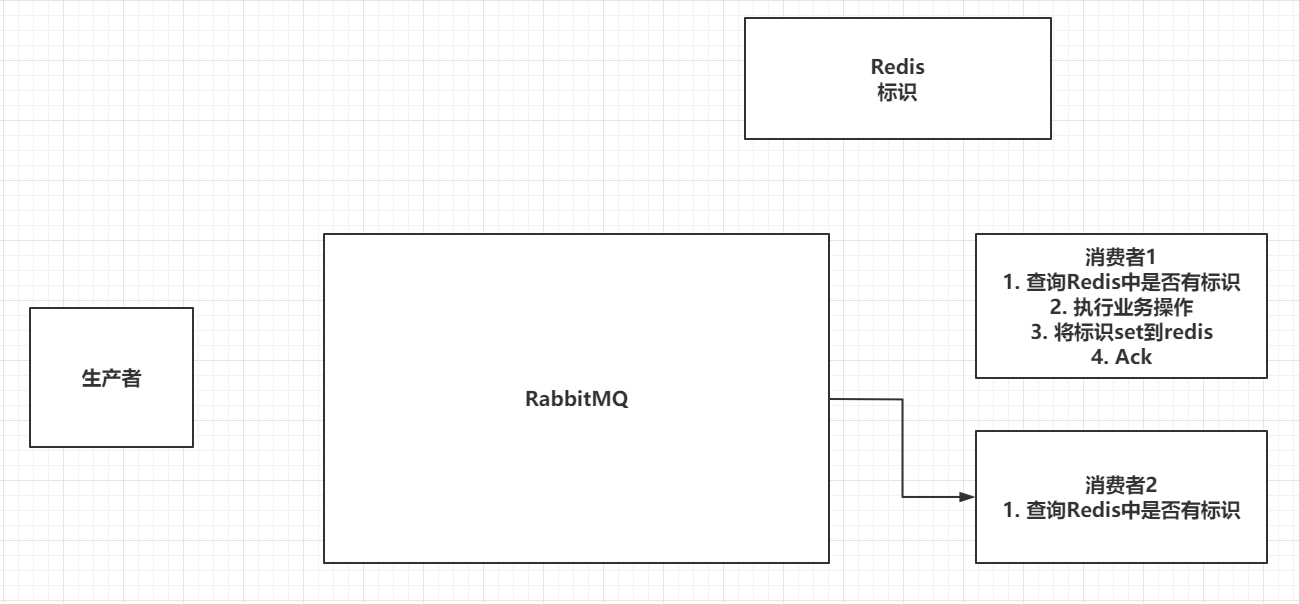 Redis
标识
生产者
RabbitMQ
消费者1
1. 查询Redis中是否有标识
2. 执行业务操作
3. 将标识set到redis
4. Ack
消费者2
1. 查询Redis中是否有标识